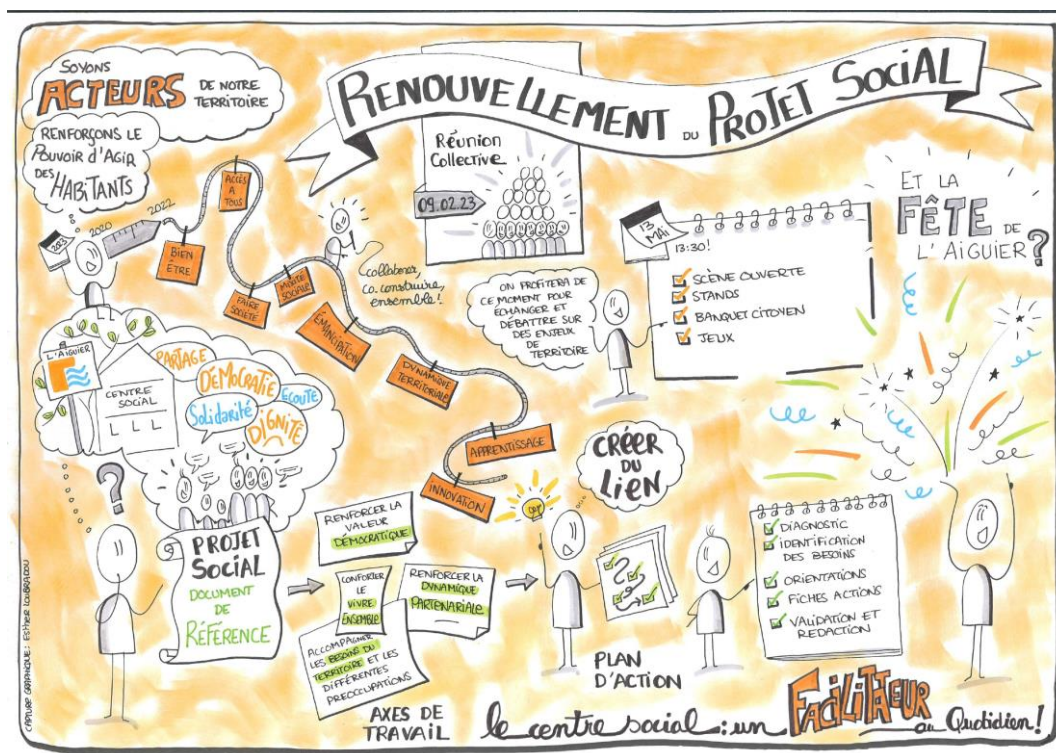 SOYONS
ACTEURS DE NOTRE
TERRITOIRE
RENFORÇONS LE
Pouvoir d'Agir
DES
HABITANTS
RENOUVELLEMENT DU PROJET SOCIAL
Réunion
Collective
09.02.23
2023
2020
2022
BIEN
ÊTRE
ACCÈS
À
TOUS
FAIRE
SOCIÉTÉ
MIXITÉ
SOCIALE
ÉMANCIPATION
DYNAMIQUE
TERRITORIALE
APPRENTISSAGE
INNOVATION
collaborer,
co.construire,
ensemble!
ON PROFITERA DE
CE MOMENT POUR
ÉCHANGER ET
DÉBATTRE SUR
DES ENJEUX
DE
TERRITOIRE
13
MAI
13:30!
SCÈNE OUVERTE
STANDS
BANQUET CITOYEN
JEUX
ET LA
FÊTE DE
L'AiGUIER?
L'AIGUIER
CENTRE
SOCIAL
PARTAGE
DÉMOCRATIE
ECOUTE
Solidarité
DIGNITÉ
?
PROJET
SOCIAL
DOCUMENT
DE
RÉFÉRENCE
RENFORCER LA
VALEUR
DÉMOCRATIQUE
CONFORTER
LE
VIVRE
ENSEMBLE
RENFORCER LA
DYNAMIQUE
PARTENARIALE
ACCOMPAGNER
LES BESOINS DU
TERRITOIRE ET LES
DIFFÉRENTES
PREOCCUPATIONS
AXES DE
TRAVAIL
CRÉER
DU
LIEN
PLAN
D'ACTION
DIAGNOSTIC
IDENTIFICATION
DES BESOINS
ORIENTATIONS
FICHES ACTIONS
VALIDATION ET
REDACTION
le centre social : un FACILITATEUR au Quotidien!
CAPTURE GRAPHIQUE : ESTHER LOUBRADOU